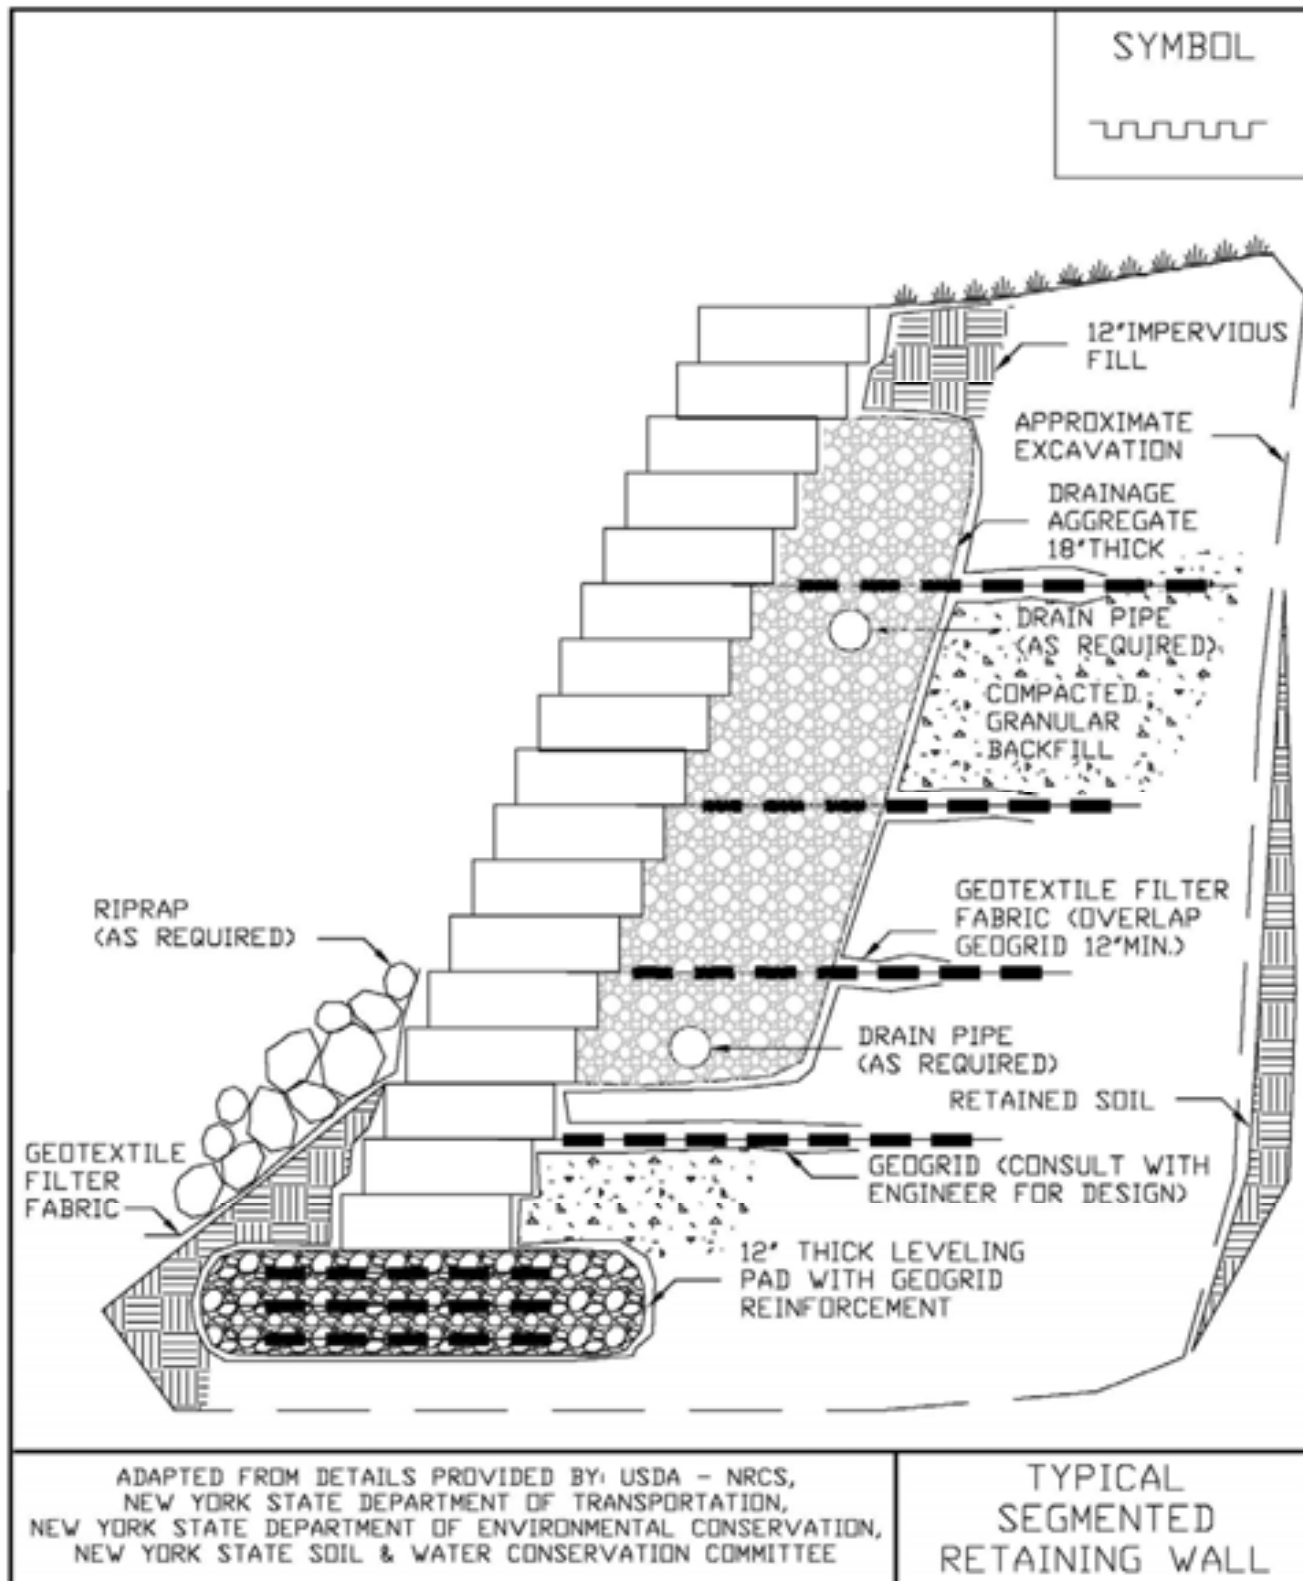 SYMBOL
12"IMPERVIOUS
FILL
APPROXIMATE
EXCAVATION
DRAINAGE
AGGREGATE
18"THICK
DRAIN PIPE
(AS REQUIRED)
COMPACTED
GRANULAR
BACKFILL
GEOTEXTILE FILTER
FABRIC (OVERLAP
GEOGRID 12"MIN.)
RIPRAP
(AS REQUIRED)
DRAIN PIPE
(AS REQUIRED)
RETAINED SOIL
GEOTEXTILE
FILTER
FABRIC
GEOGRID (CONSULT WITH
ENGINEER FOR DESIGN)
12" THICK LEVELING
PAD WITH GEOGRID
REINFORCEMENT
ADAPTED FROM DETAILS PROVIDED BY: USDA - NRCS,
NEW YORK STATE DEPARTMENT OF TRANSPORTATION,
NEW YORK STATE DEPARTMENT OF ENVIRONMENTAL CONSERVATION,
NEW YORK STATE SOIL & WATER CONSERVATION COMMITTEE
TYPICAL
SEGMENTED
RETAINING WALL